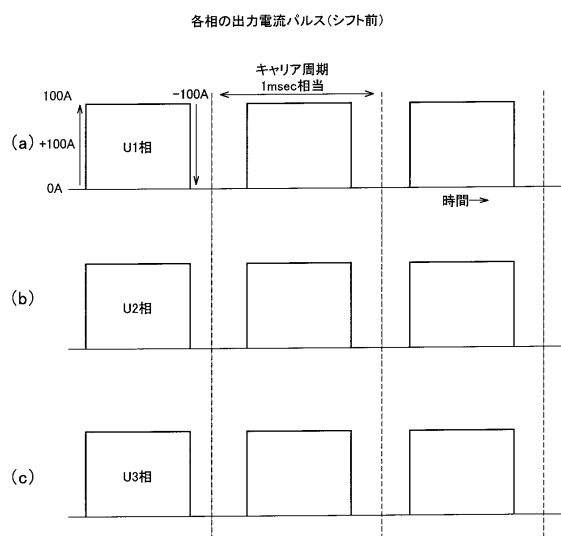 各相の出力電流パルス(シフト前)
キャリア周期
1msec相当
100A
-100A
(a)
+100A
U1相
0A
時間→
(b)
U2相
(c)
U3相